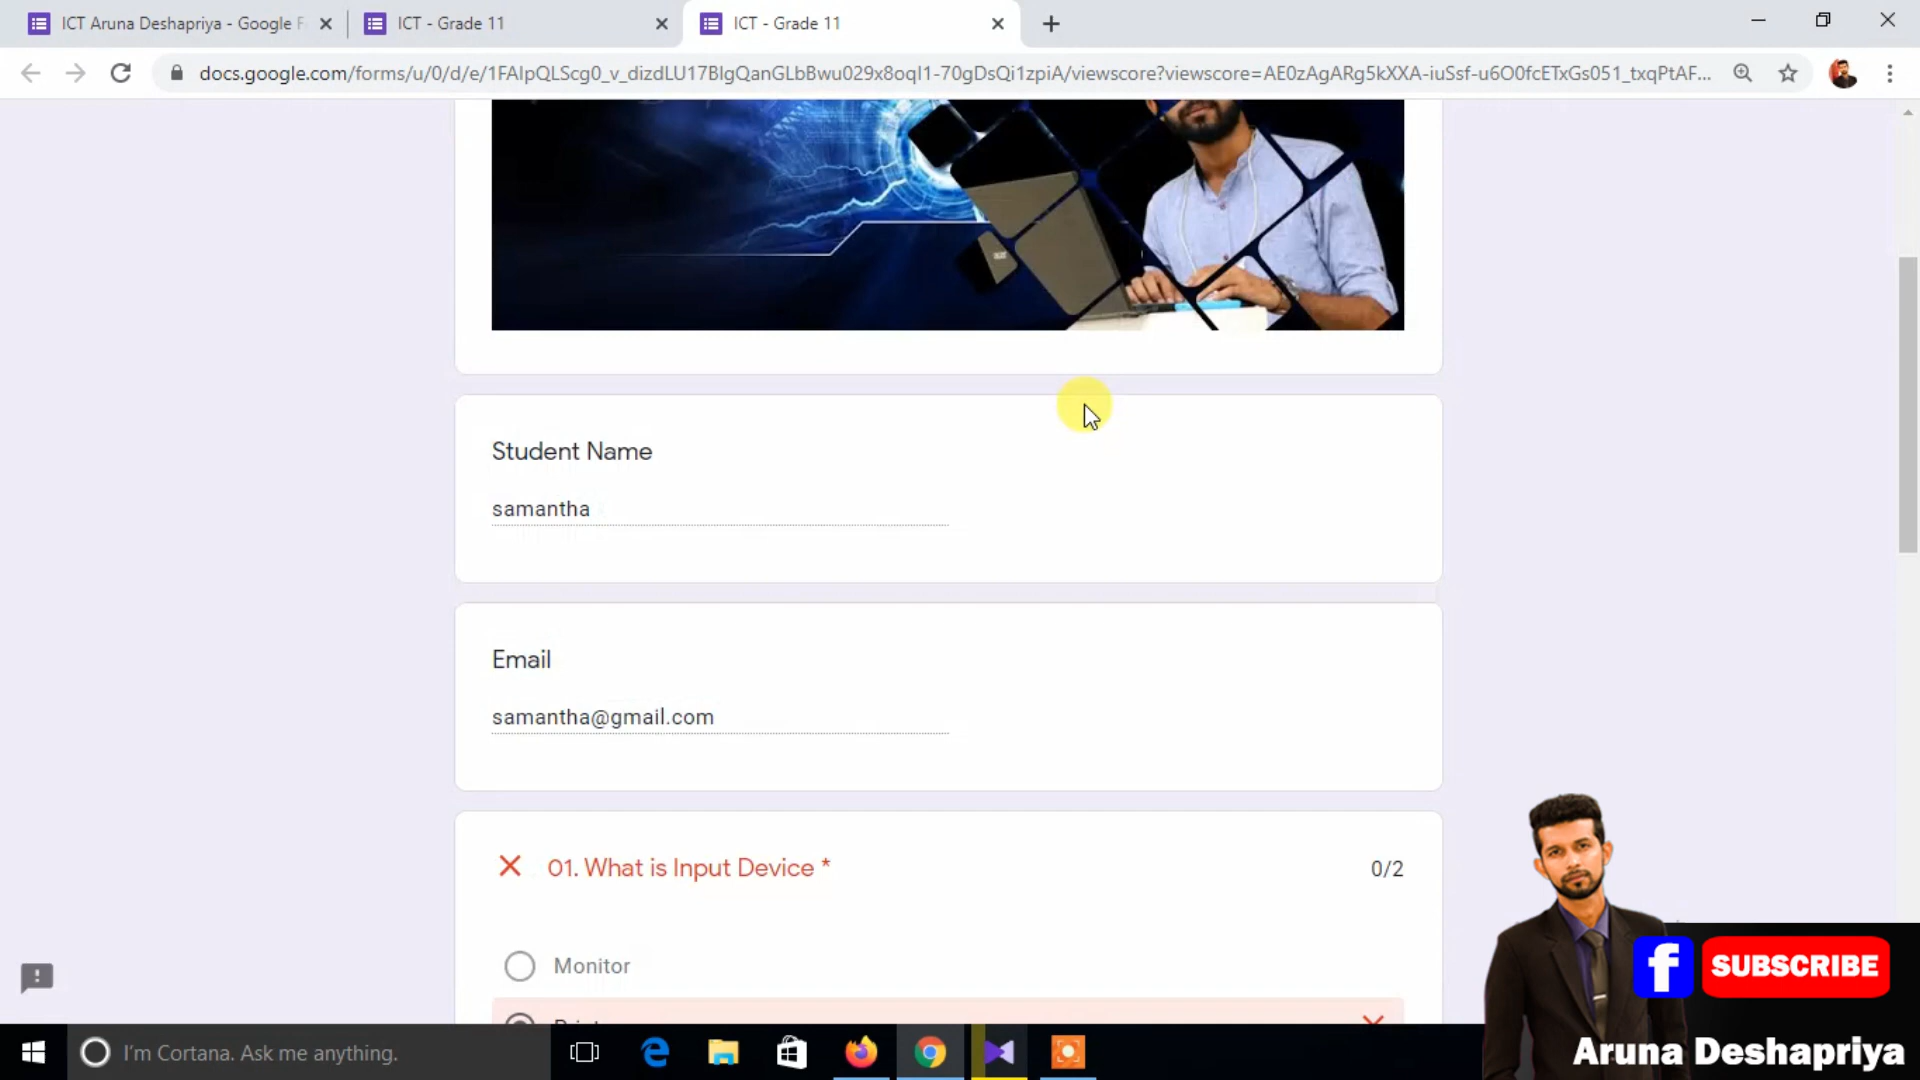 ICT Aruna Deshapriya - Google F
ICT - Grade 11
ICT - Grade 11
docs.google.com/forms/u/0/d/e/1FAIpQLScg0_v_dizdLU17BIgQanGLbBwu029x8oqI1-70gDsQi1zpiA/viewscore?viewscore=AE0zAgARg5kXXA-iuSsf-u6O0fcETxGs051_txqPtAF...
acer
Student Name
samantha
Email
samantha@gmail.com
01. What is Input Device *
0/2
Monitor
SUBSCRIBE
I'm Cortana. Ask me anything.
Aruna Deshapriya